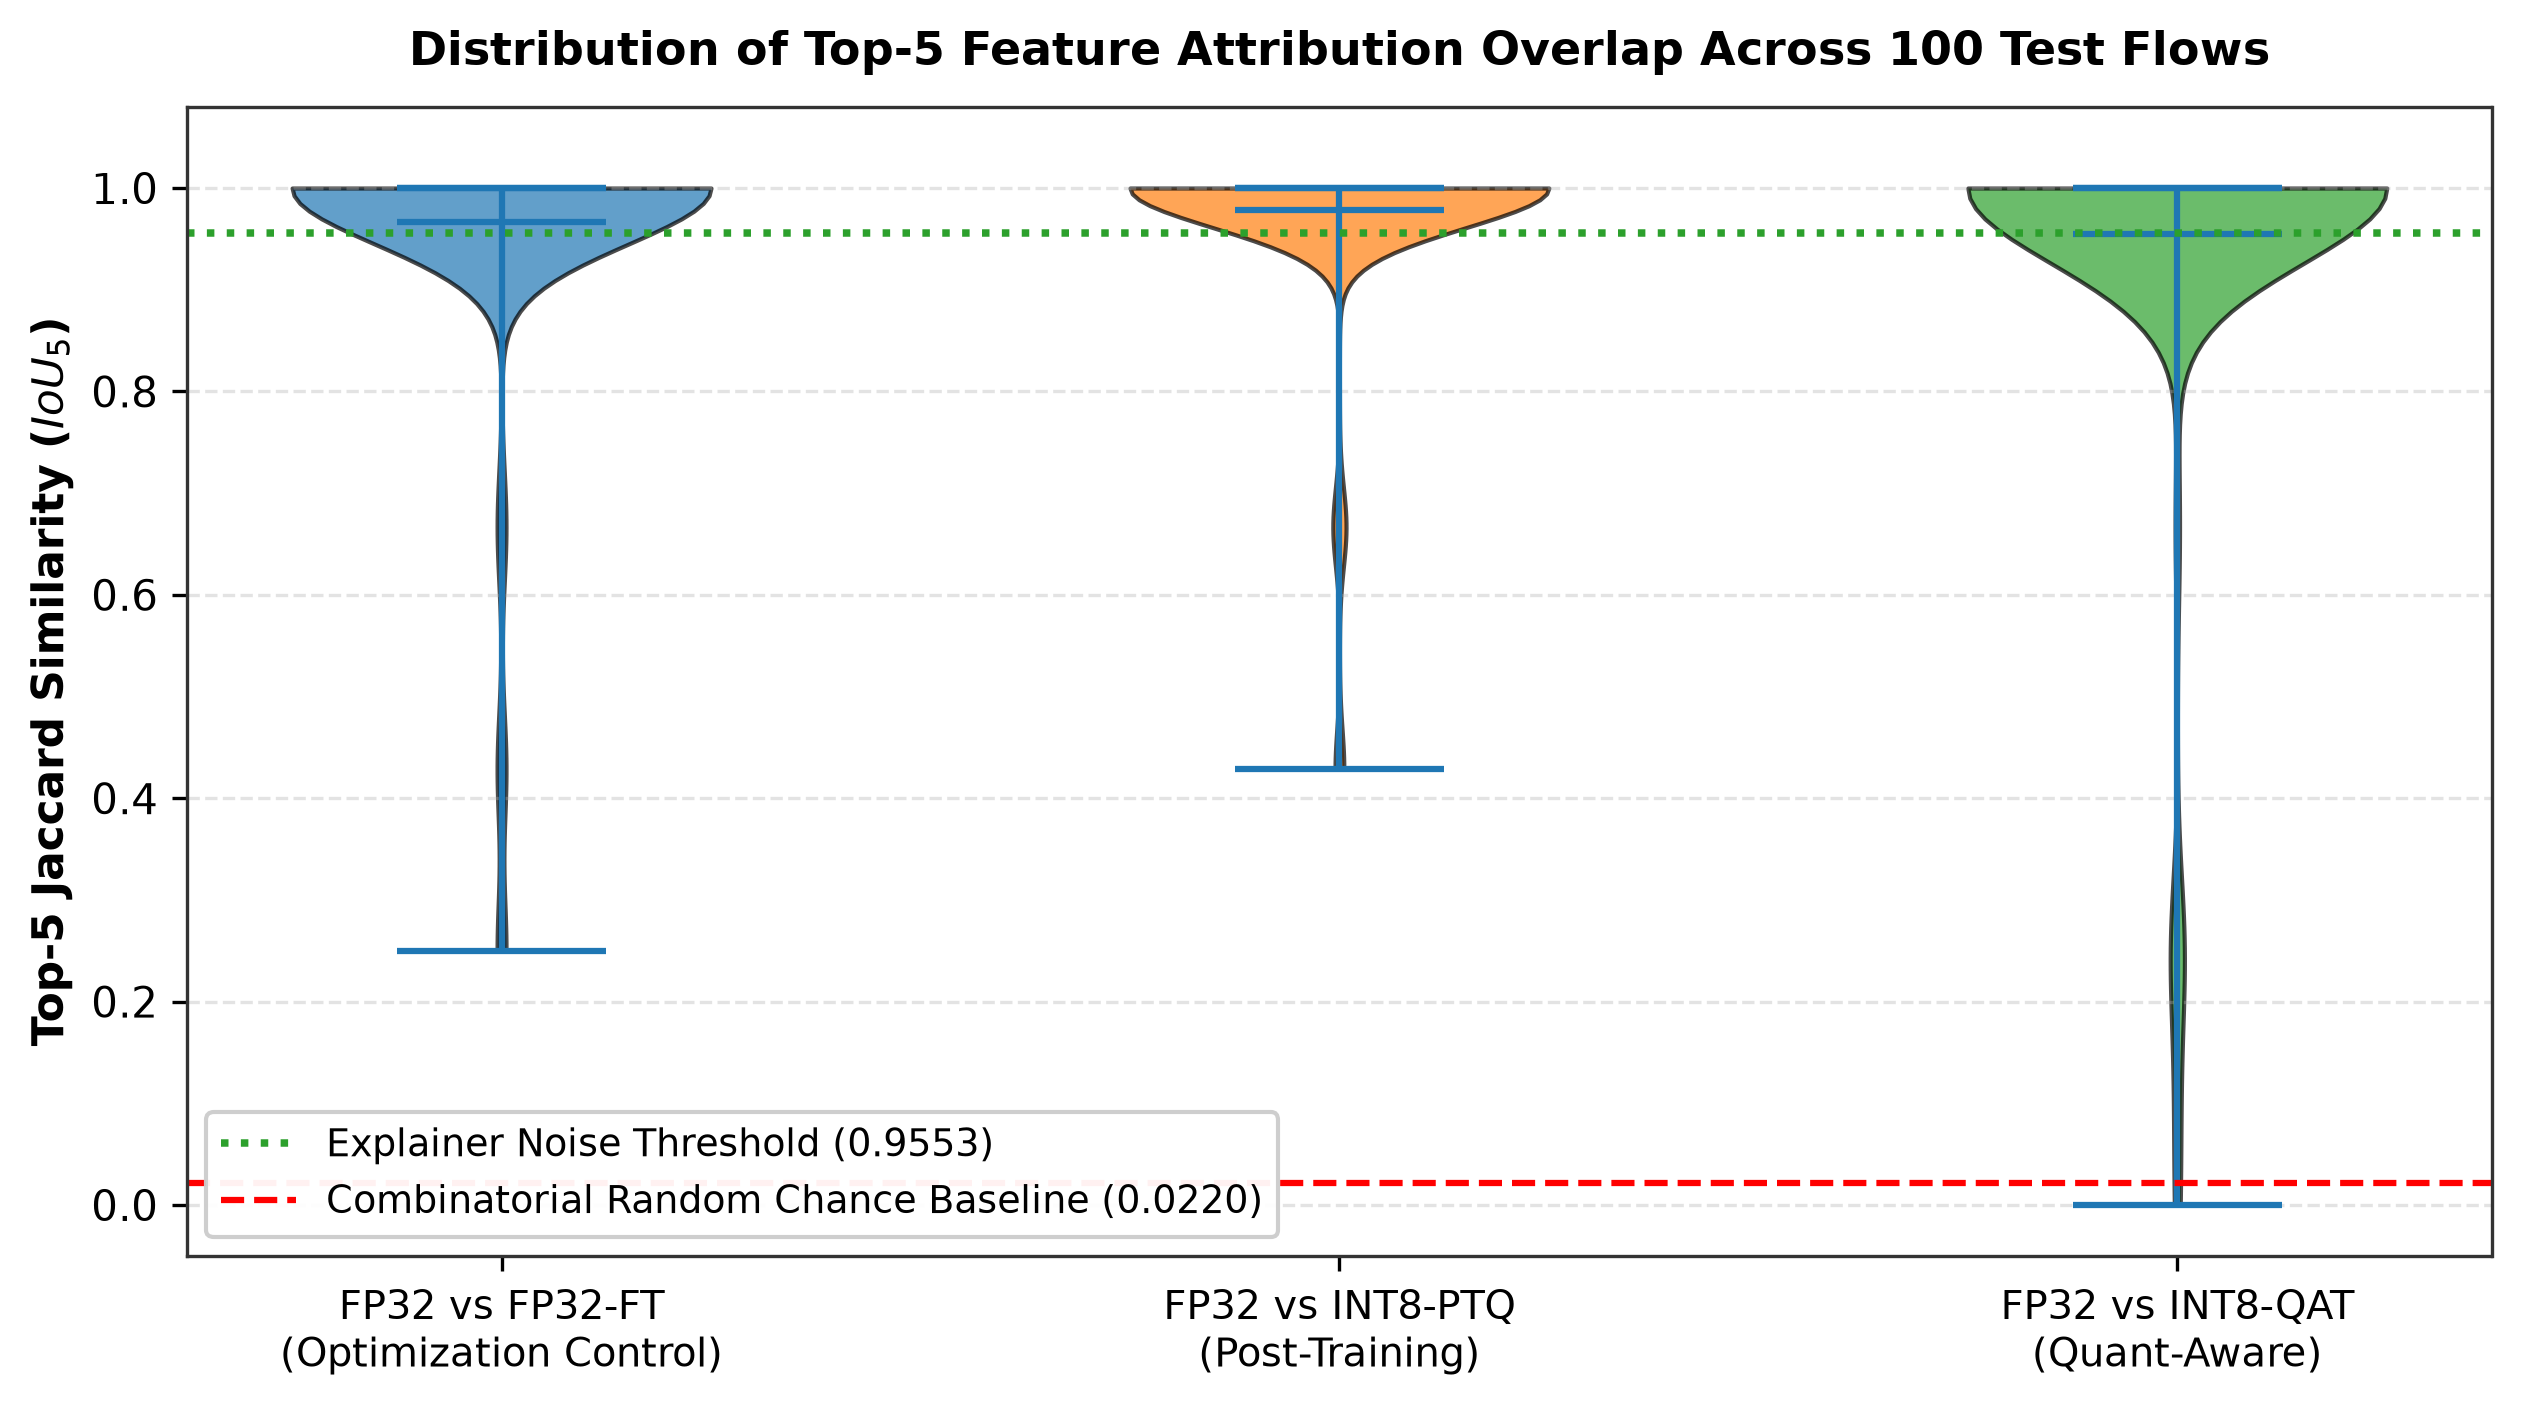 Distribution of Top-5 Feature Attribution Overlap Across 100 Test Flows
Top-5 Jaccard Similarity (IoU₅)
1.0
0.8
0.6
0.4
0.2
0.0
Explainer Noise Threshold (0.9553)
Combinatorial Random Chance Baseline (0.0220)
FP32 vs FP32-FT
(Optimization Control)
FP32 vs INT8-PTQ
(Post-Training)
FP32 vs INT8-QAT
(Quant-Aware)